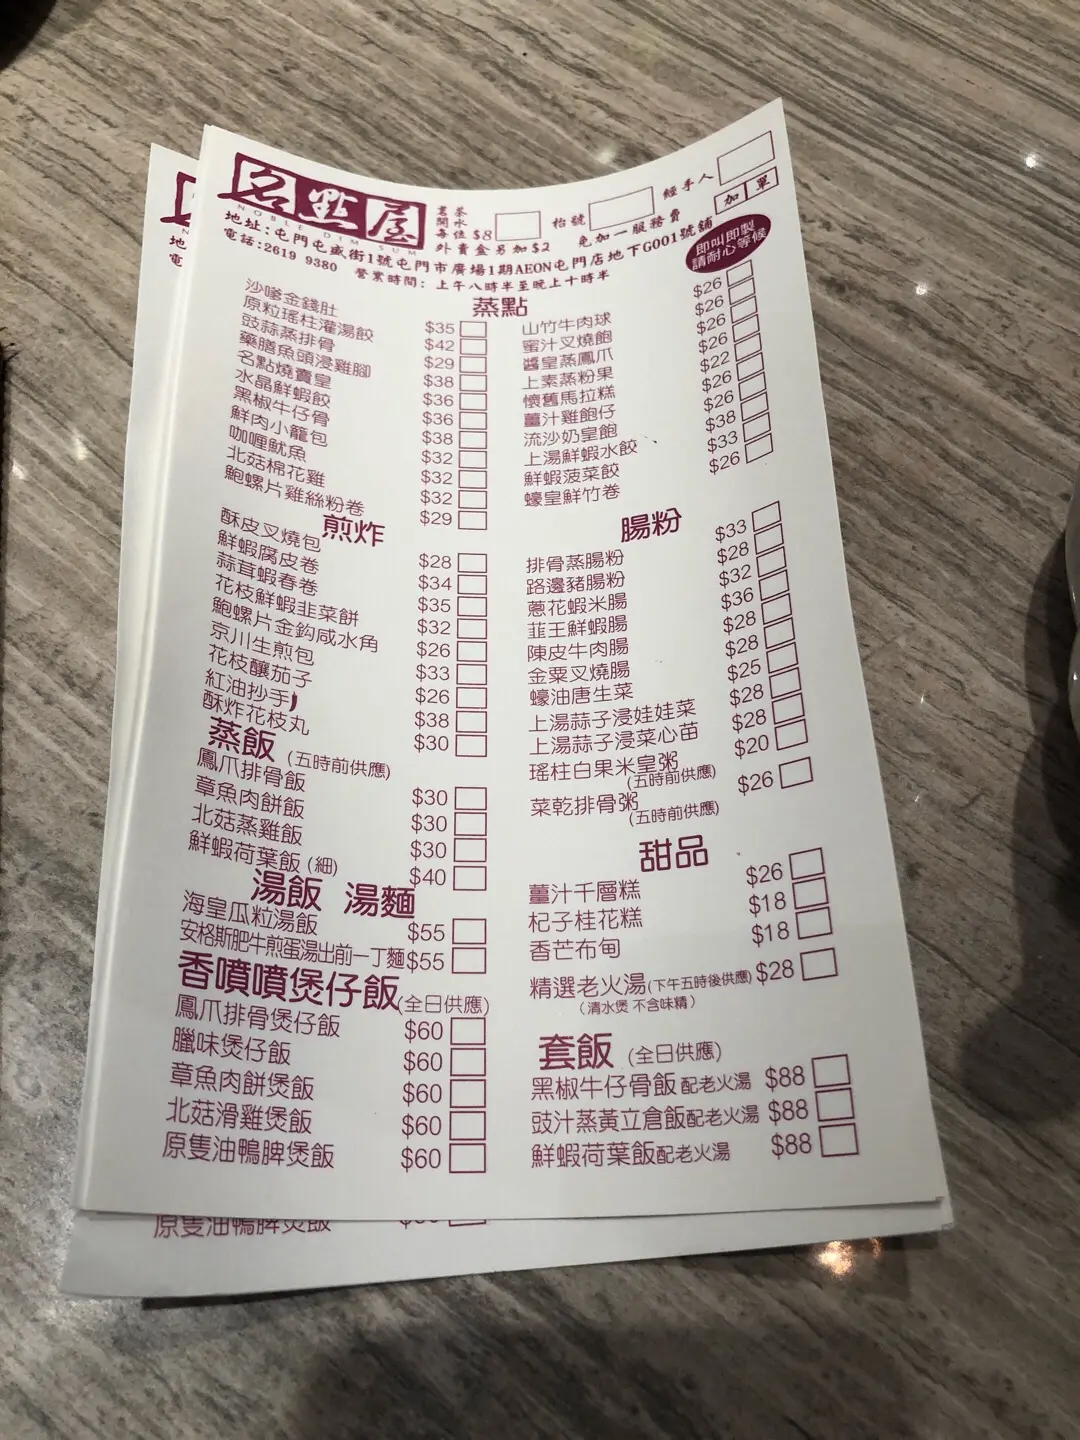 名點屋
NOBLE DIM SUM
茗茶
開水
每位 $8
外賣盒另加$2
枱號
經手人
免加一服務費
加單
地址:屯門屯盛街1號屯門市廣場1期AEON屯門店地下G001號舖
電話:2619 9380 營業時間: 上午八時半至晚上十時半
即叫即製
請耐心等候
蒸點
沙嗲金錢肚 $35
原粒瑤柱灌湯餃 $42
豉蒜蒸排骨 $29
藥膳魚頭浸雞腳 $38
名點燒賣皇 $36
水晶鮮蝦餃 $36
黑椒牛仔骨 $38
鮮肉小籠包 $32
咖喱魷魚 $32
北菇棉花雞 $32
鮑螺片雞絲粉卷 $29
山竹牛肉球 $26
蜜汁叉燒飽 $26
醬皇蒸鳳爪 $26
上素蒸粉果 $26
懷舊馬拉糕 $22
薑汁雞飽仔 $26
流沙奶皇飽 $26
上湯鮮蝦水餃 $38
鮮蝦菠菜餃 $33
蠔皇鮮竹卷 $26
煎炸
酥皮叉燒包 $28
鮮蝦腐皮卷 $34
蒜茸蝦春卷 $35
花枝鮮蝦韭菜餅 $32
鮑螺片金鈎咸水角 $26
京川生煎包 $33
花枝釀茄子 $26
紅油抄手 $38
酥炸花枝丸 $30
蒸飯 (五時前供應)
鳳爪排骨飯 $30
章魚肉餅飯 $30
北菇蒸雞飯 $30
鮮蝦荷葉飯 (細) $40
湯飯 湯麵
海皇瓜粒湯飯 $55
安格斯肥牛煎蛋湯出前一丁麵 $55
香噴噴煲仔飯 (全日供應)
鳳爪排骨煲仔飯 $60
臘味煲仔飯 $60
章魚肉餅煲飯 $60
北菇滑雞煲飯 $60
原隻油鴨脾煲飯 $60
腸粉
排骨蒸腸粉 $33
路邊豬腸粉 $28
蔥花蝦米腸 $32
韮王鮮蝦腸 $36
陳皮牛肉腸 $28
金粟叉燒腸 $28
蠔油唐生菜 $25
上湯蒜子浸娃娃菜 $28
上湯蒜子浸菜心苗 $28
瑤柱白果米皇粥 $20
(五時前供應)
菜乾排骨粥 $26
(五時前供應)
甜品
薑汁千層糕 $26
杞子桂花糕 $18
香芒布甸 $18
精選老火湯 (下午五時後供應) $28
(清水煲 不含味精)
套飯 (全日供應)
黑椒牛仔骨飯 配老火湯 $88
豉汁蒸黃立倉飯 配老火湯 $88
鮮蝦荷葉飯 配老火湯 $88
原隻油鴨脾煲飯